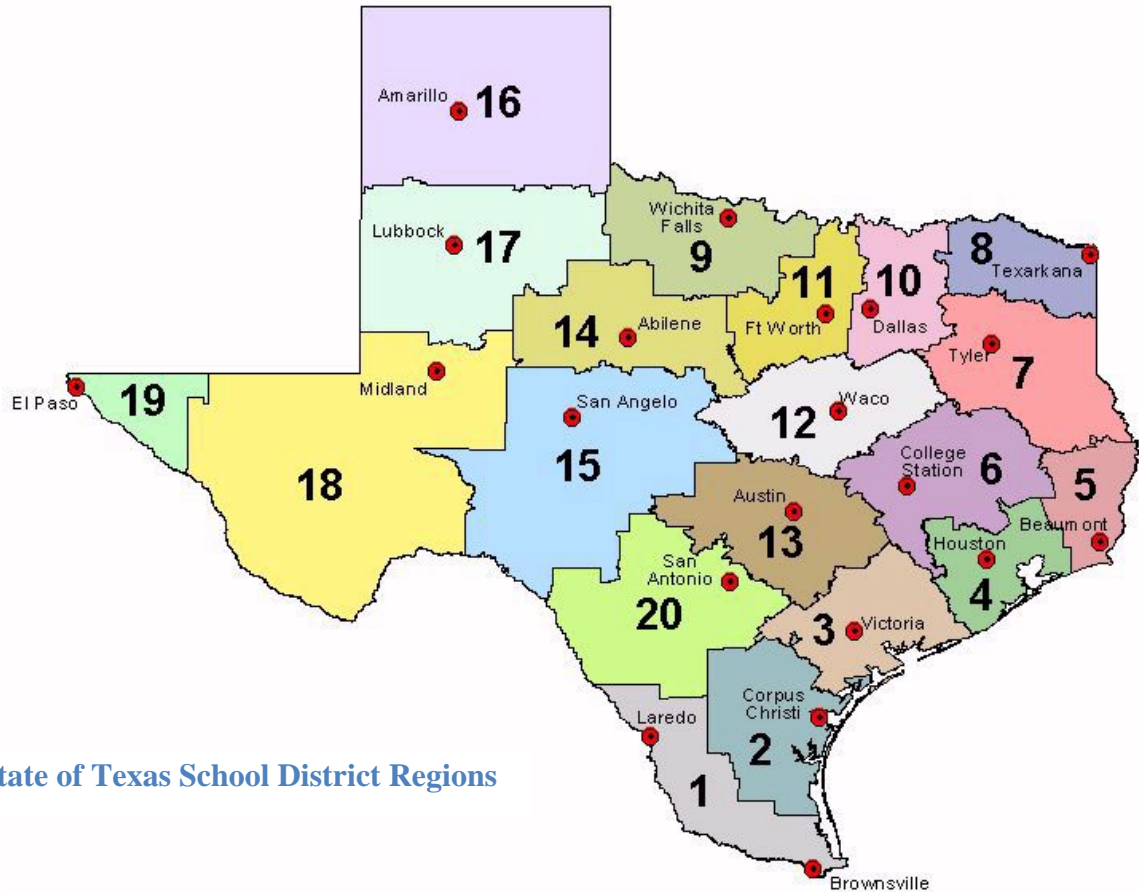 Amarillo
16
Lubbock
17
Wichita
Falls
9
11
Ft Worth
10
Dallas
8
Texarkana
14
Abilene
Tyler
7
El Paso
19
Midland
18
San Angelo
15
Waco
12
College
Station
6
5
Beaumont
Austin
13
Houston
4
San
Antonio
20
3
Victoria
Corpus
Christi
2
Laredo
1
tate of Texas School District Regions
Brownsville